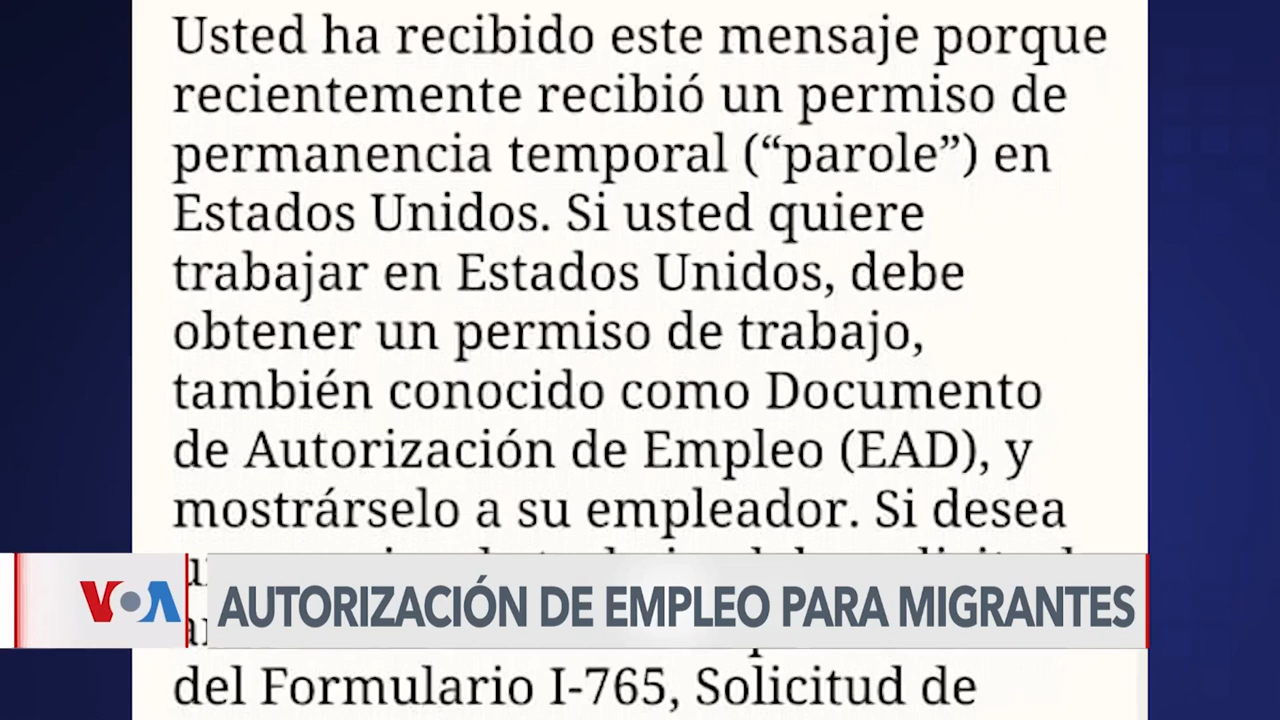 Usted ha recibido este mensaje porque
recientemente recibió un permiso de
permanencia temporal (“parole”) en
Estados Unidos. Si usted quiere
trabajar en Estados Unidos, debe
obtener un permiso de trabajo,
también conocido como Documento
de Autorización de Empleo (EAD), y
mostrárselo a su empleador. Si desea
VOA
AUTORIZACIÓN DE EMPLEO PARA MIGRANTES
del Formulario I-765, Solicitud de